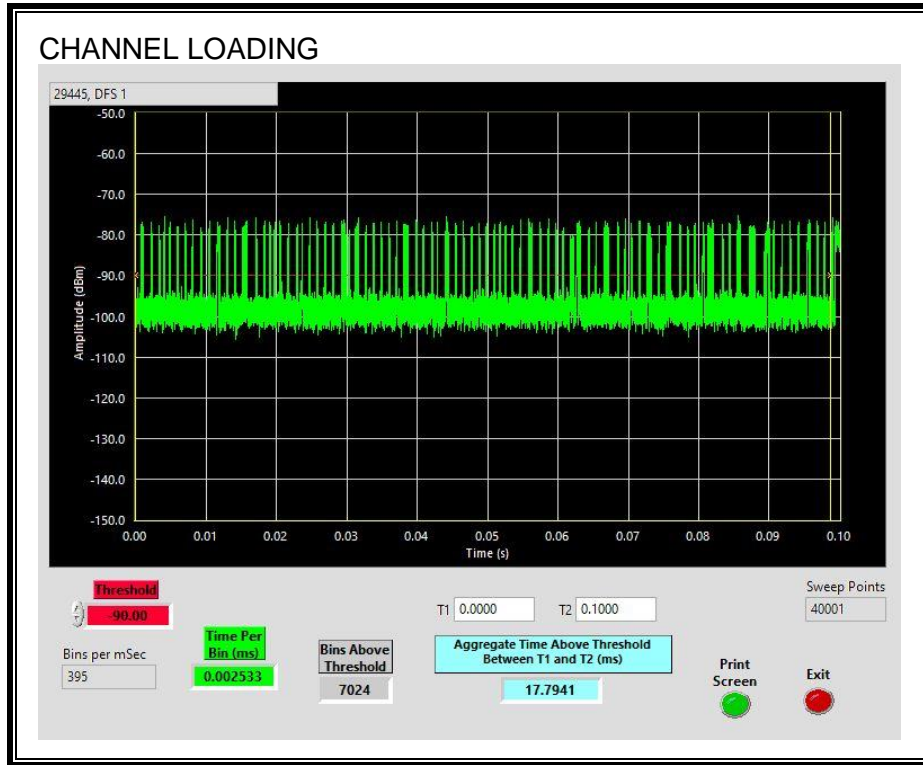 CHANNEL LOADING
29445, DFS 1
-50.0
-60.0
-70.0
-80.0
-90.0
-100.0
-110.0
-120.0
-130.0
-140.0
-150.0
Amplitude (dBm)
0.00 0.01 0.02 0.03 0.04 0.05 0.06 0.07 0.08 0.09 0.10
Time (s)
Threshold
-90.00
Bins per mSec
395
Time Per
Bin (ms)
0.002533
Bins Above
Threshold
7024
T1 0.0000 T2 0.1000
Aggregate Time Above Threshold
Between T1 and T2 (ms)
17.7941
Sweep Points
40001
Print
Screen
Exit